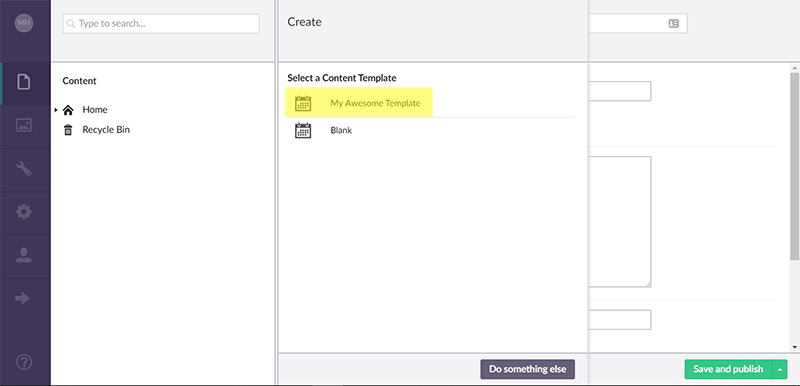 MH
Type to search...
Create
Content
Home
Recycle Bin
Select a Content Template
My Awesome Template
Blank
Do something else
Save and publish